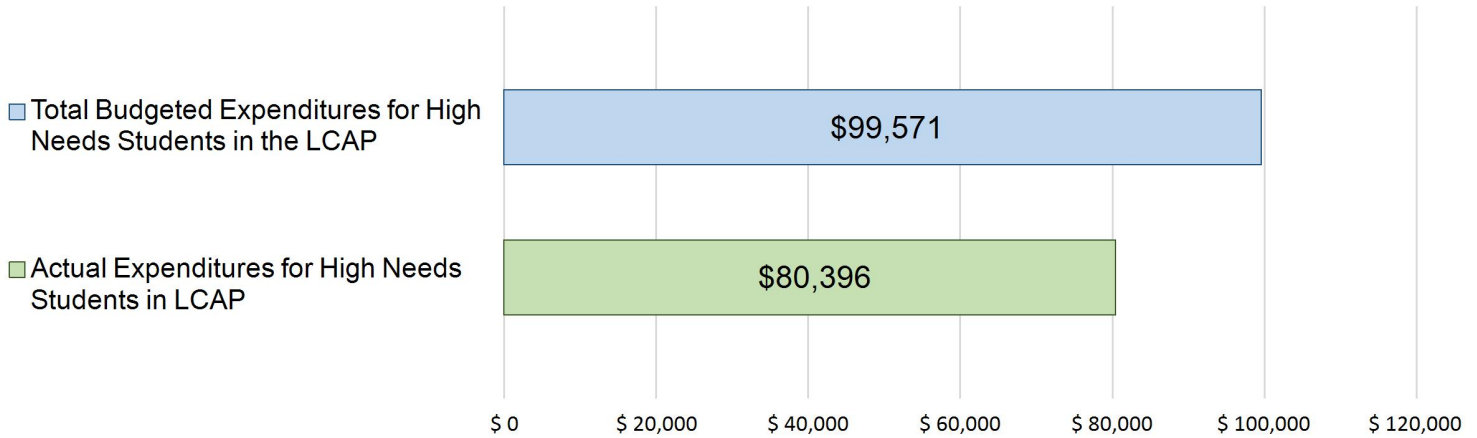 Total Budgeted Expenditures for High
Needs Students in the LCAP
$99,571
Actual Expenditures for High Needs
Students in LCAP
$80,396
$ 0 $ 20,000 $ 40,000 $ 60,000 $ 80,000 $ 100,000 $ 120,000